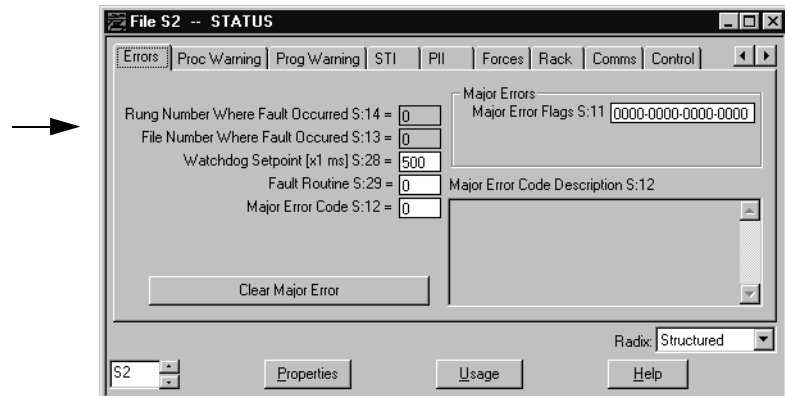 File S2 -- STATUS
Errors Proc Warning Prog Warning STI PII Forces Rack Comms Control
Major Errors
Rung Number Where Fault Occurred S:14 = 0
Major Error Flags S:11 0000-0000-0000-0000
File Number Where Fault Occured S:13 = 0
Watchdog Setpoint [x1 ms] S:28 = 500
Fault Routine S:29 = 0
Major Error Code Description S:12
Major Error Code S:12 = 0
Clear Major Error
Radix: Structured
S2 Properties Usage Help